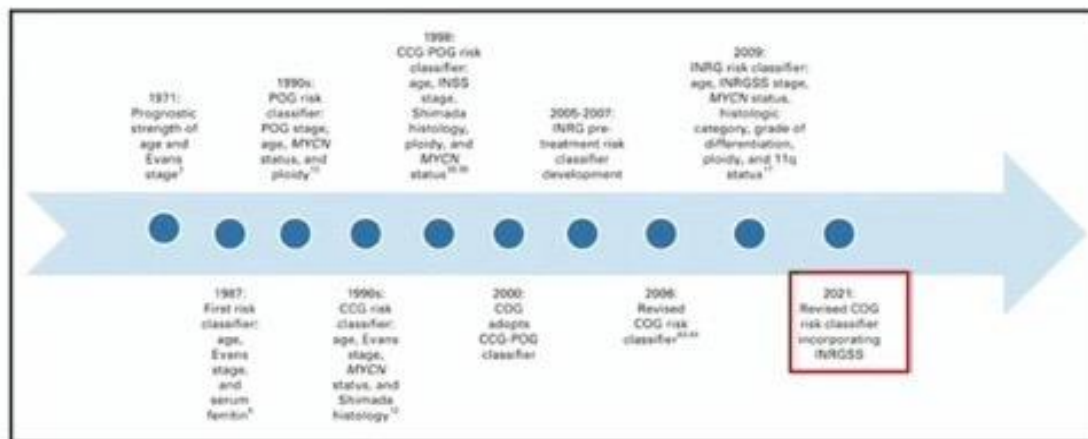 1971:
Prognostic
strength of
age and
Evans
stage
1990s:
POG risk
classifier:
POG stage,
age, MYCN
status, and
ploidy
1998:
CCG-POG risk
classifier:
age, INSS
stage,
Shimada
histology,
ploidy, and
MYCN
status
2005-2007:
INRG pre-
treatment risk
classifier
development
2009:
INRG risk classifier:
age, INRGSS stage,
MYCN status,
histologic
category, grade of
differentiation,
ploidy, and 11q
status
1987:
First risk
classifier:
age,
Evans
stage,
and
serum
ferritin
1990s:
CCG risk
classifier:
age, Evans
stage,
MYCN
status, and
Shimada
histology
2000:
COG
adopts
CCG-POG
classifier
2006:
Revised
COG risk
classifier
2021:
Revised COG
risk classifier
incorporating
INRGSS